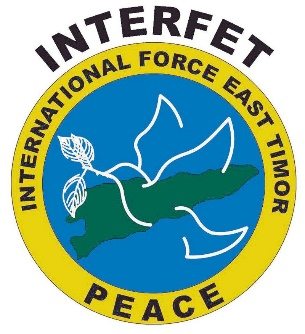 INTERFET
INTERNATIONAL FORCE EAST TIMOR
PEACE